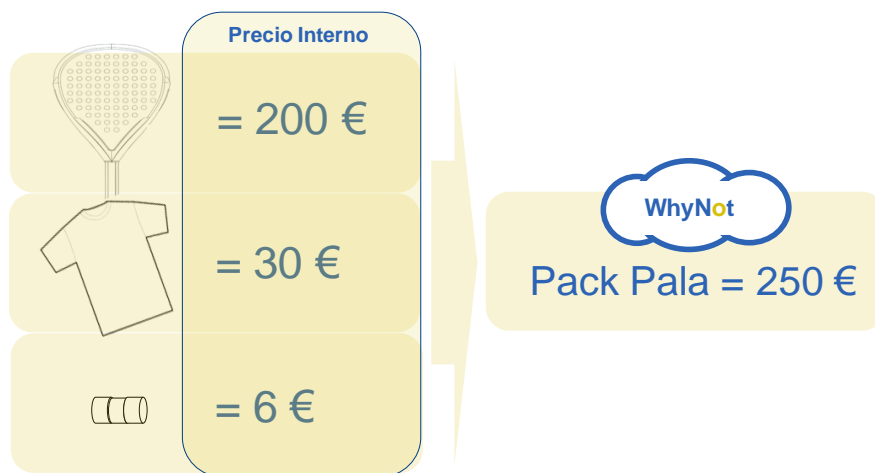 Precio Interno
= 200 €
= 30 €
= 6 €
WhyNot
Pack Pala = 250 €